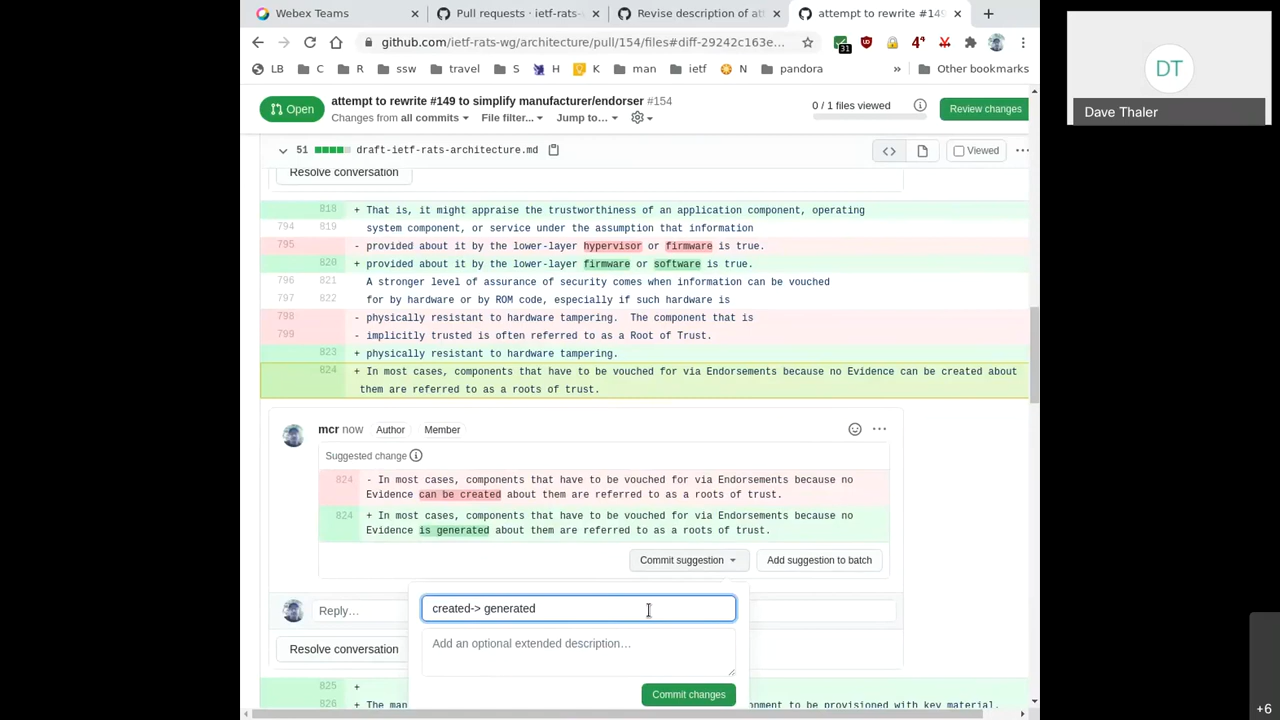 Webex Teams
Pull requests · ietf-rats-
Revise description of att
attempt to rewrite #149
github.com/ietf-rats-wg/architecture/pull/154/files#diff-29242c163e...
31
LB
C
R
ssw
travel
S
H
K
man
ietf
N
pandora
»
Other bookmarks
Open
attempt to rewrite #149 to simplify manufacturer/endorser #154
Changes from all commits
File filter...
Jump to...
0 / 1 files viewed
Review changes
51
draft-ietf-rats-architecture.md
Viewed
Resolve conversation
818 + That is, it might appraise the trustworthiness of an application component, operating
794 819 system component, or service under the assumption that information
795 - provided about it by the lower-layer hypervisor or firmware is true.
820 + provided about it by the lower-layer firmware or software is true.
796 821 A stronger level of assurance of security comes when information can be vouched
797 822 for by hardware or by ROM code, especially if such hardware is
798 - physically resistant to hardware tampering. The component that is
799 - implicitly trusted is often referred to as a Root of Trust.
823 + physically resistant to hardware tampering.
824 + In most cases, components that have to be vouched for via Endorsements because no Evidence can be created about
them are referred to as a roots of trust.
mcr now Author Member
Suggested change
824 - In most cases, components that have to be vouched for via Endorsements because no
Evidence can be created about them are referred to as a roots of trust.
824 + In most cases, components that have to be vouched for via Endorsements because no
Evidence is generated about them are referred to as a roots of trust.
Commit suggestion
Add suggestion to batch
created-> generated
Reply...
Add an optional extended description...
Resolve conversation
Commit changes
825 +
826 + The man
onment to be provisioned with key material.
DT
Dave Thaler
+6